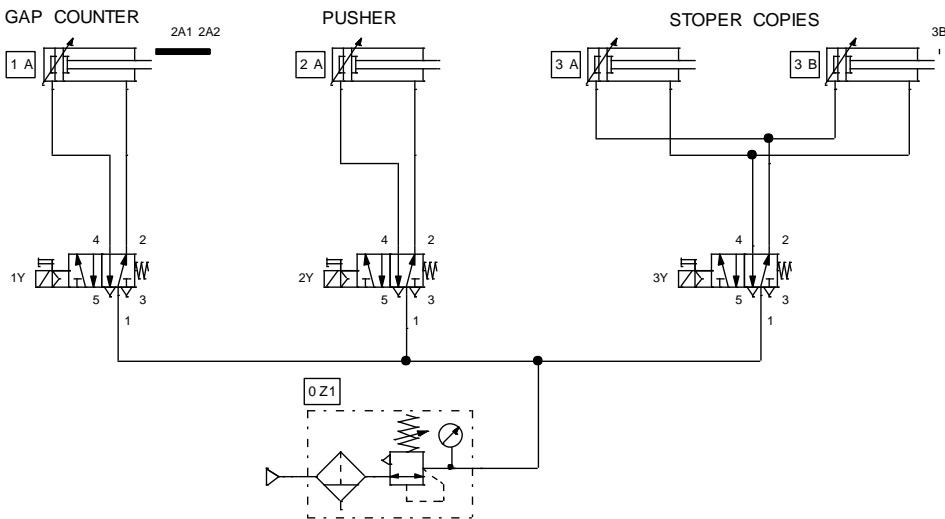 GAP COUNTER PUSHER STOPER COPIES
2A1 2A2 3B
1 A 2 A 3 A 3 B
4 2 4 2 4 2
1Y 2Y 3Y
5 3 5 3 5 3
1 1 1
0 Z1